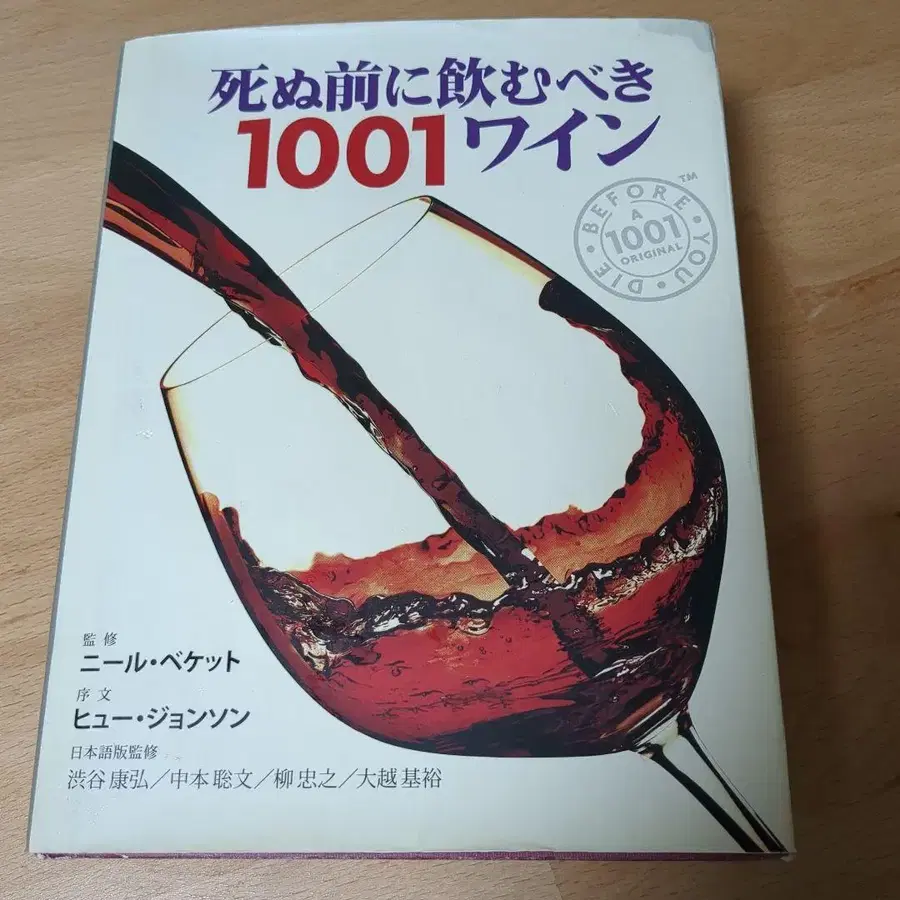 死ぬ前に飲むべき
1001ワイン
BEFORE・YOU・DIE・
TM
A
1001
ORIGINAL
監修
ニール・ベケット
序文
ヒュー・ジョンソン
日本語版監修
渋谷康弘／中本聡文／柳忠之／大越基裕